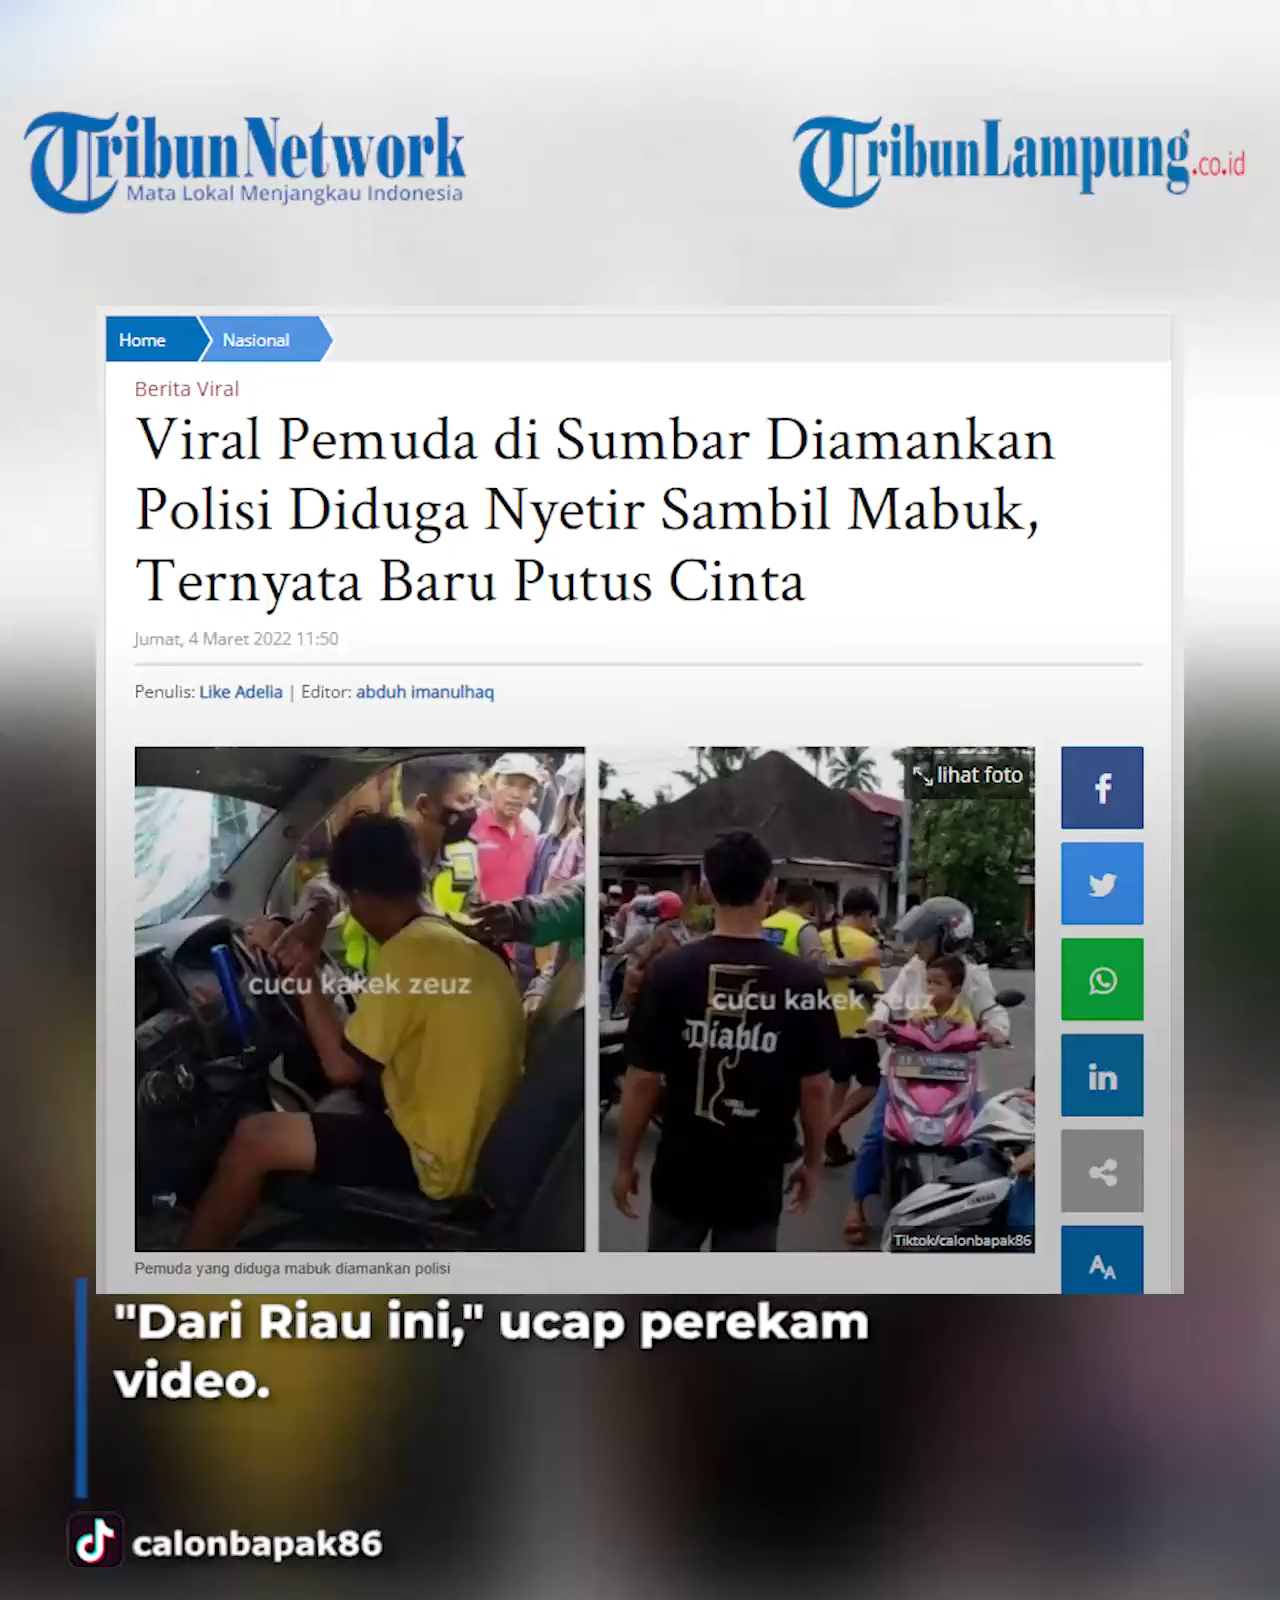 TribunNetwork
Mata Lokal Menjangkau Indonesia
TribunLampung.co.id
Home
Nasional
Berita Viral
Viral Pemuda di Sumbar Diamankan
Polisi Diduga Nyetir Sambil Mabuk,
Ternyata Baru Putus Cinta
Jumat, 4 Maret 2022 11:50
Penulis: Like Adelia | Editor: abduh imanulhaq
lihat foto
cucu kakek zeuz
cucu kakek zeuz
Diablo
YAMAHA
Tiktok/calonbapak86
Pemuda yang diduga mabuk diamankan polisi
f
in
AA
"Dari Riau ini," ucap perekam
video.
calonbapak86